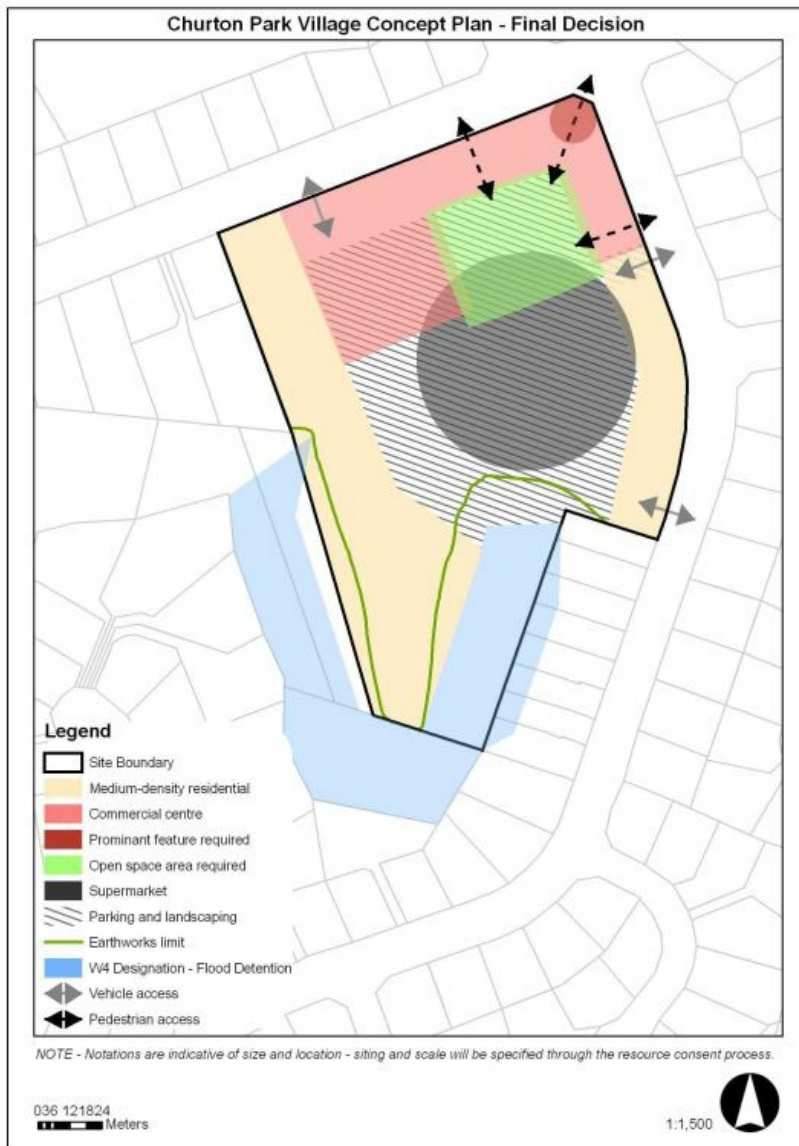 Churton Park Village Concept Plan - Final Decision
Legend
Site Boundary
Medium-density residential
Commercial centre
Prominant feature required
Open space area required
Supermarket
Parking and landscaping
Earthworks limit
W4 Designation - Flood Detention
Vehicle access
Pedestrian access
NOTE - Notations are indicative of size and location - siting and scale will be specified through the resource consent process.
036 121824
Meters
1:1,500